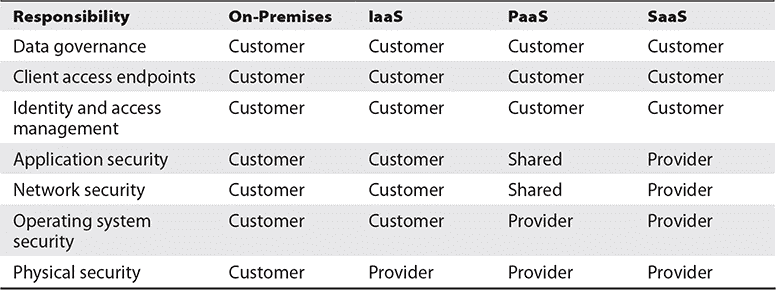 Responsibility On-Premises IaaS PaaS SaaS
Data governance Customer Customer Customer Customer
Client access endpoints Customer Customer Customer Customer
Identity and access
management Customer Customer Customer Customer
Application security Customer Customer Shared Provider
Network security Customer Customer Shared Provider
Operating system
security Customer Customer Provider Provider
Physical security Customer Provider Provider Provider